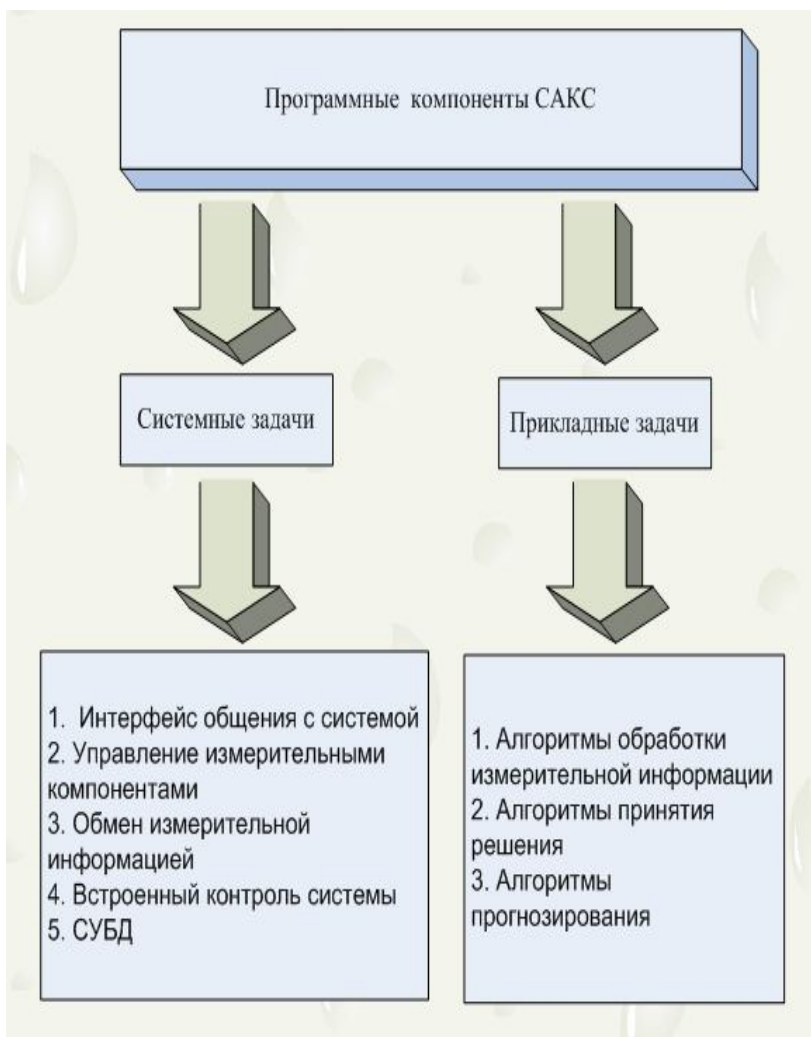 Программные компоненты САКС
Системные задачи
Прикладные задачи
1. Интерфейс общения с системой
2. Управление измерительными
компонентами
3. Обмен измерительной
информацией
4. Встроенный контроль системы
5. СУБД
1. Алгоритмы обработки
измерительной информации
2. Алгоритмы принятия
решения
3. Алгоритмы
прогнозирования